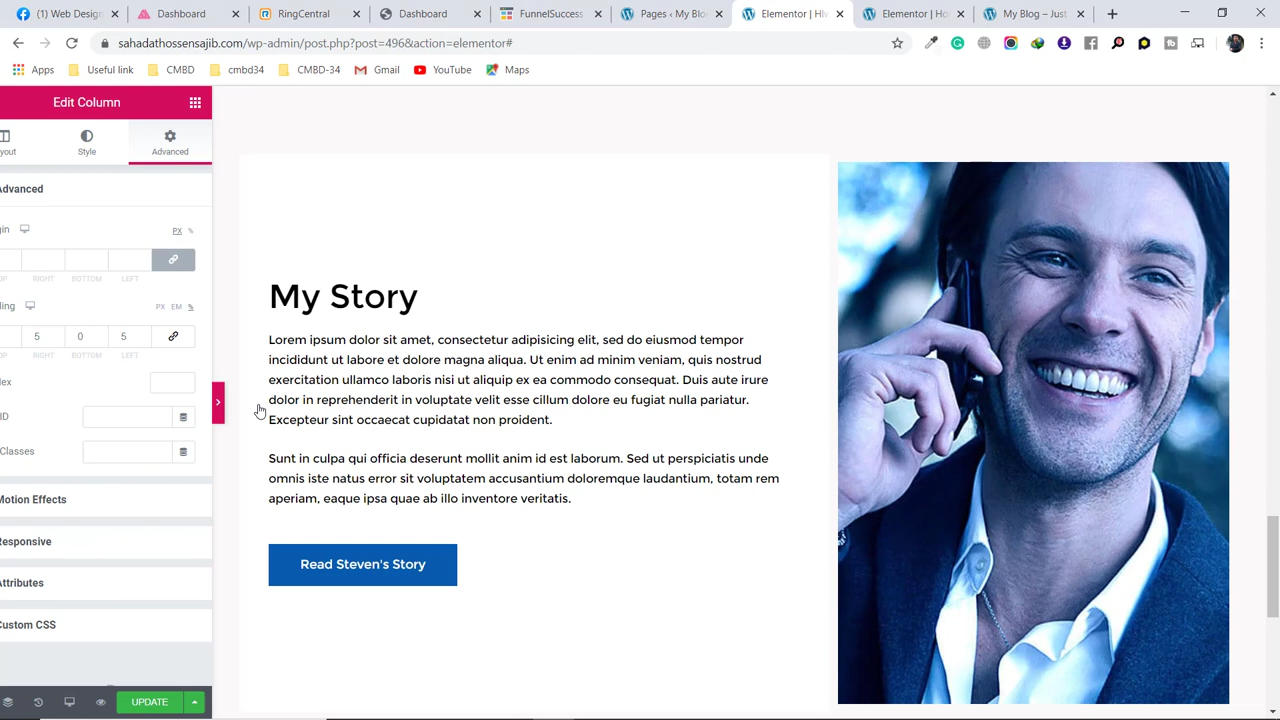 (1) Web Design
Dashboard
RingCentral
Dashboard
FunnelSuccess
Pages ‹ My Blo
Elementor | Hi
Elementor | Ho
My Blog – Just
sahadathossensajib.com/wp-admin/post.php?post=496&action=elementor#
Apps
Useful link
CMBD
cmbd34
CMBD-34
Gmail
YouTube
Maps
Edit Column
yout
Style
Advanced
Advanced
gin
PX
%
OP
RIGHT
BOTTOM
LEFT
ding
PX EM %
5
0
5
OP
RIGHT
BOTTOM
LEFT
dex
ID
Classes
Motion Effects
Responsive
Attributes
Custom CSS
UPDATE
My Story
Lorem ipsum dolor sit amet, consectetur adipisicing elit, sed do eiusmod tempor
incididunt ut labore et dolore magna aliqua. Ut enim ad minim veniam, quis nostrud
exercitation ullamco laboris nisi ut aliquip ex ea commodo consequat. Duis aute irure
dolor in reprehenderit in voluptate velit esse cillum dolore eu fugiat nulla pariatur.
Excepteur sint occaecat cupidatat non proident.
Sunt in culpa qui officia deserunt mollit anim id est laborum. Sed ut perspiciatis unde
omnis iste natus error sit voluptatem accusantium doloremque laudantium, totam rem
aperiam, eaque ipsa quae ab illo inventore veritatis.
Read Steven's Story